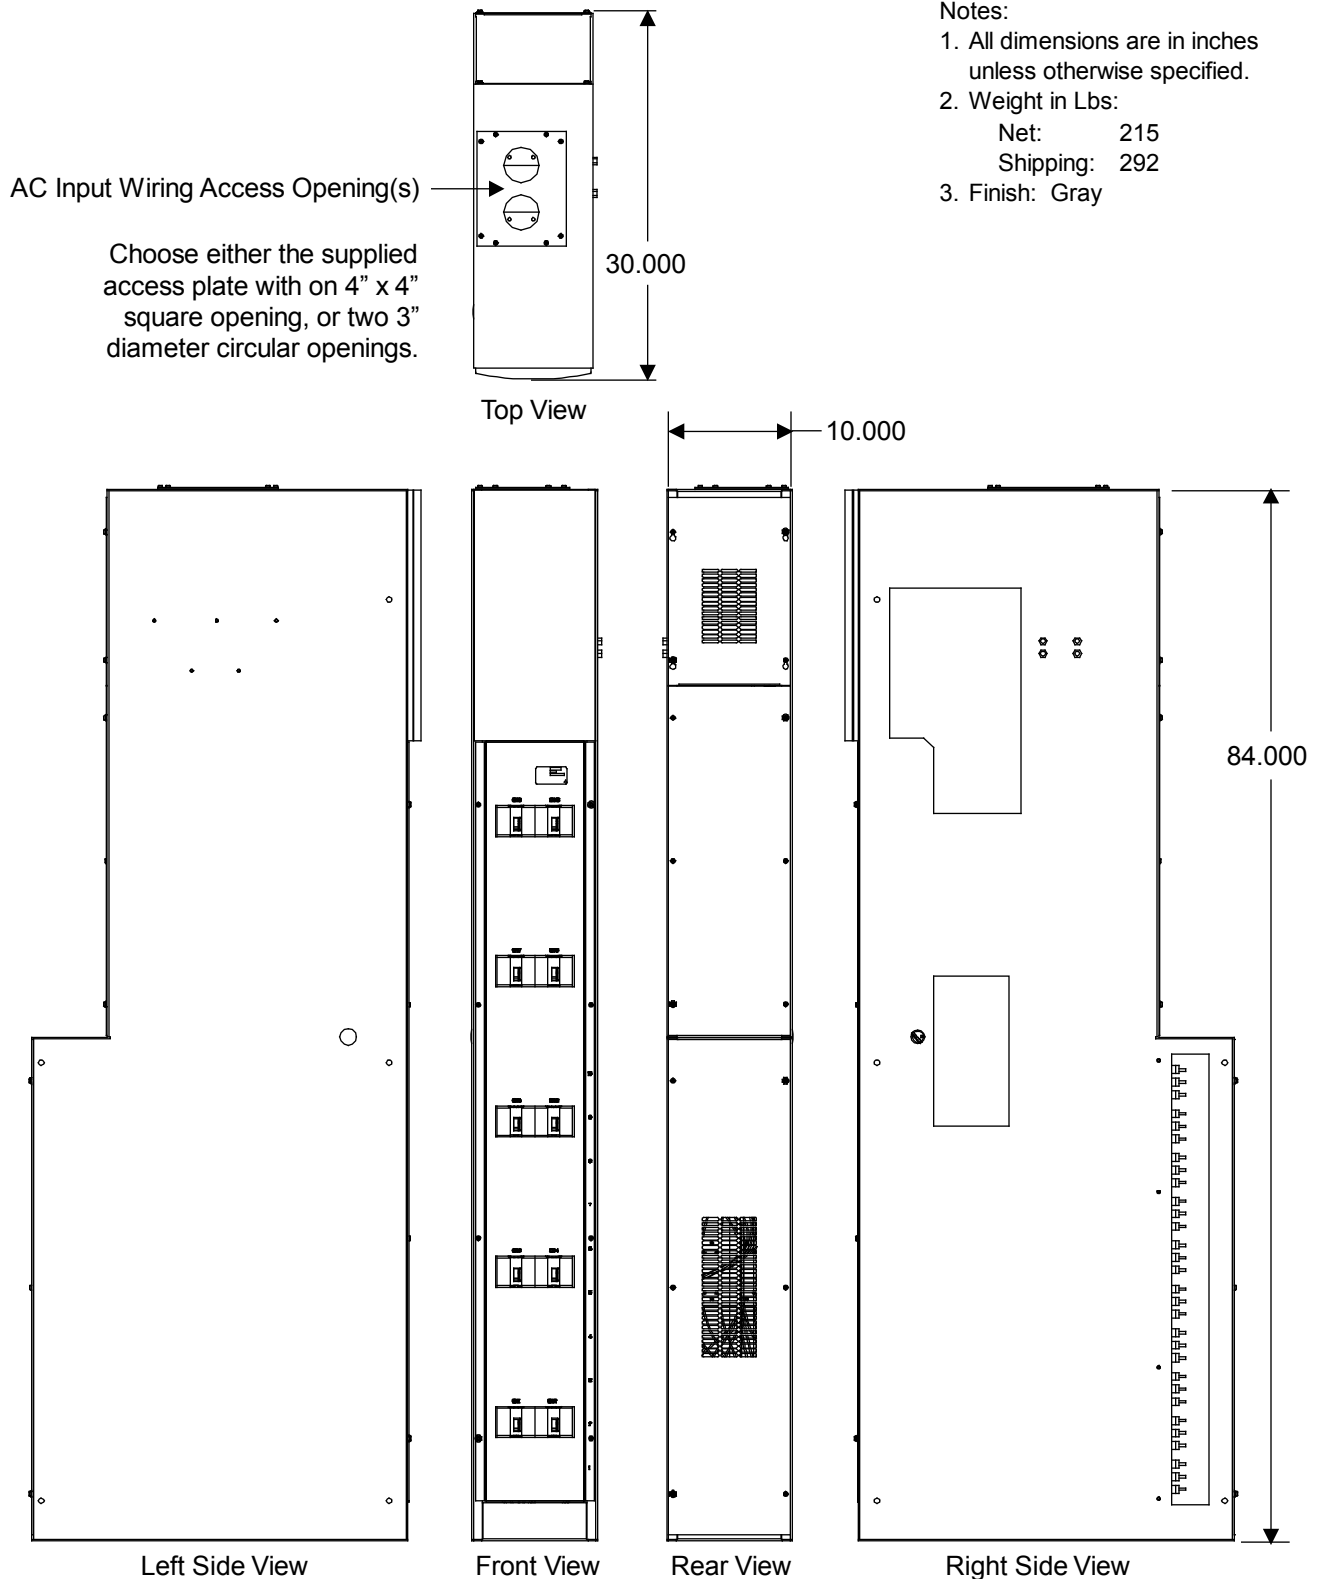 Notes:
1. All dimensions are in inches
unless otherwise specified.
2. Weight in Lbs:
Net: 215
Shipping: 292
3. Finish: Gray
AC Input Wiring Access Opening(s)
Choose either the supplied
access plate with on 4” x 4”
square opening, or two 3”
diameter circular openings.
30.000
Top View
10.000
84.000
Left Side View
Front View
Rear View
Right Side View